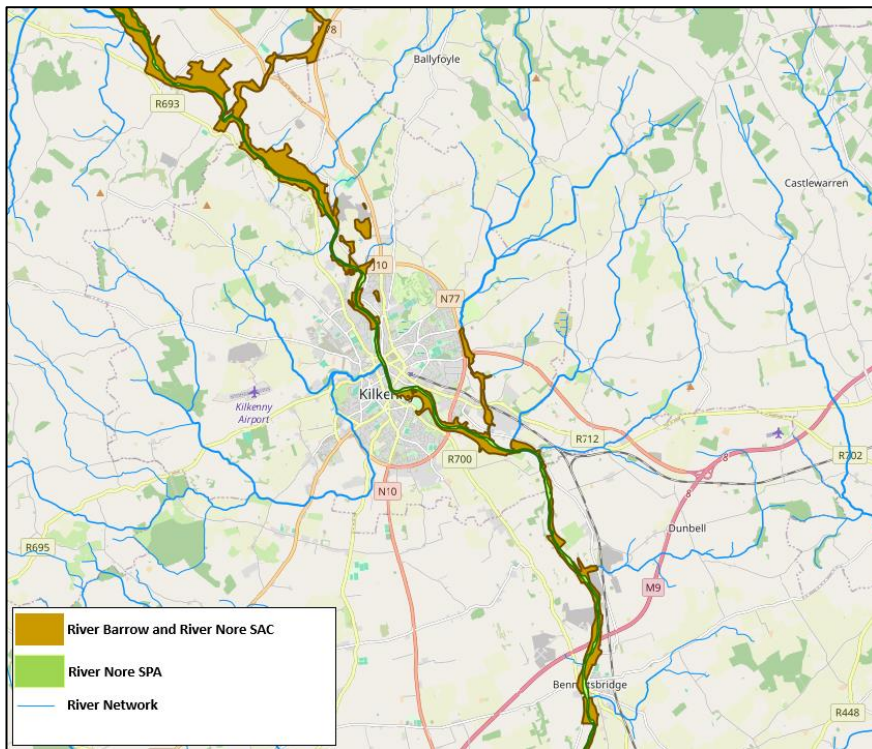 Ballyfoyle
R693
Castlewarren
N77
Kilkenny
Airport
R712
R702
R700
N10
Dunbell
R695
M9
River Barrow and River Nore SAC
River Nore SPA
River Network
R448